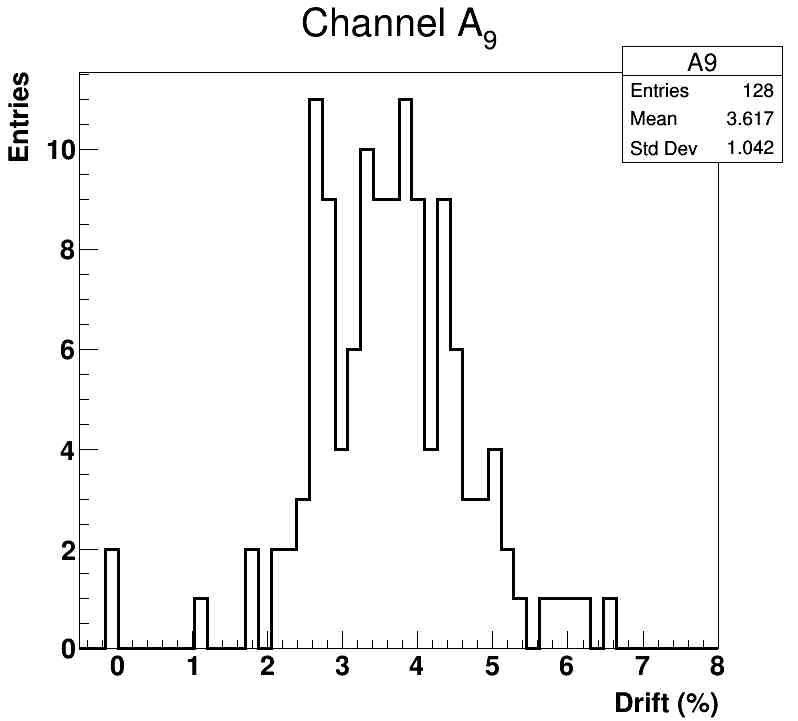 Channel A₉
A9
Entries 128
Mean 3.617
Std Dev 1.042
Entries
10
8
6
4
2
0
0 1 2 3 4 5 6 7 8
Drift (%)